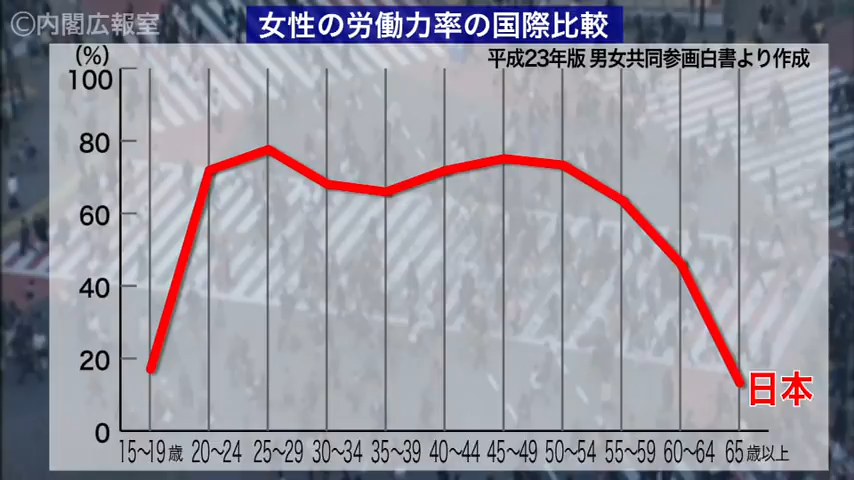 ©内閣広報室
女性の労働力率の国際比較
平成23年版 男女共同参画白書より作成
(%)
100
80
60
40
20
0
日本
15～19歳 20～24 25～29 30～34 35～39 40～44 45～49 50～54 55～59 60～64 65歳以上